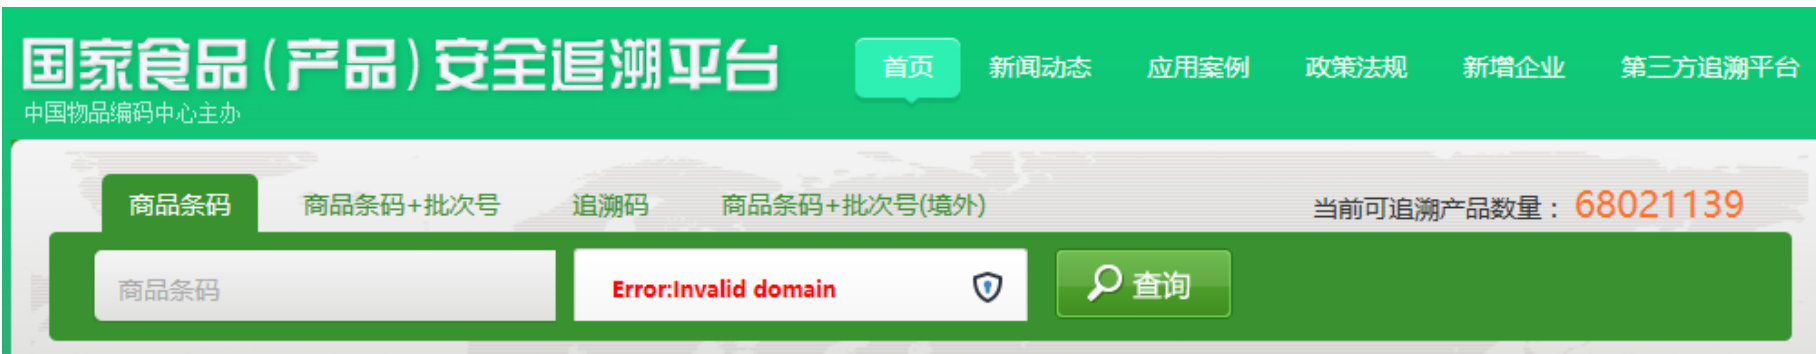 国家食品(产品)安全追溯平台
中国物品编码中心主办
首页 新闻动态 应用案例 政策法规 新增企业 第三方追溯平台
商品条码 商品条码+批次号 追溯码 商品条码+批次号(境外) 当前可追溯产品数量：68021139
商品条码 Error:Invalid domain 查询